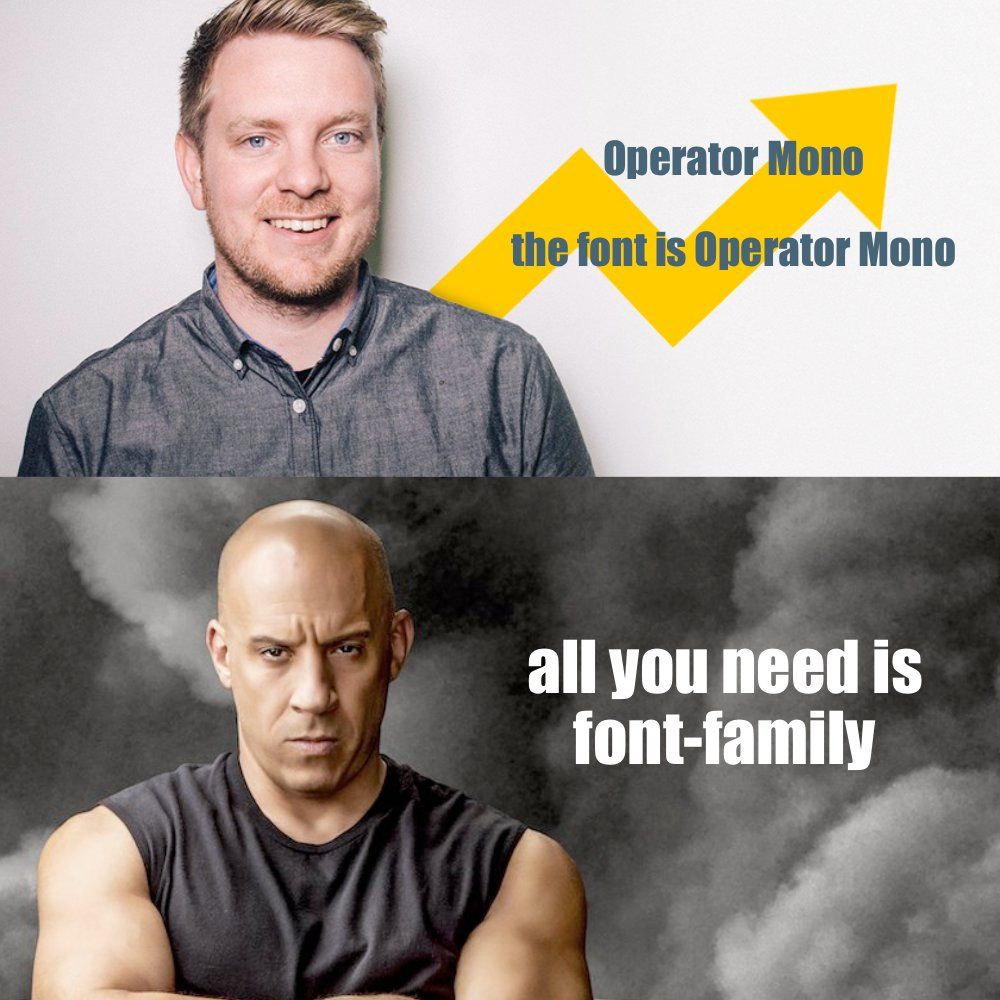 Operator Mono
the font is Operator Mono
all you need is
font-family